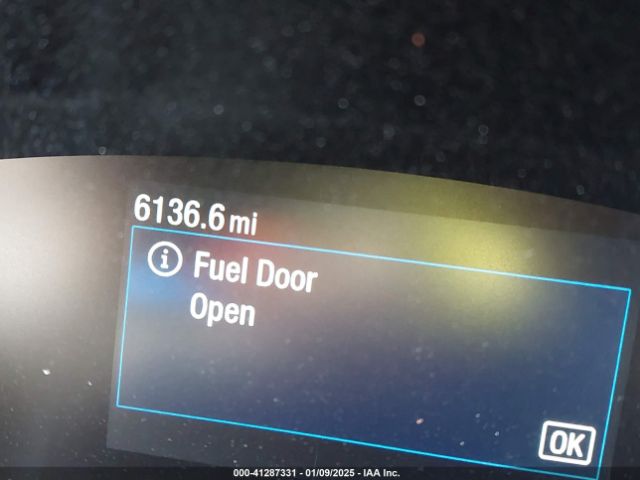 6136.6 mi
Fuel Door
Open
OK
000-41287331 - 01/09/2025 - IAA Inc.